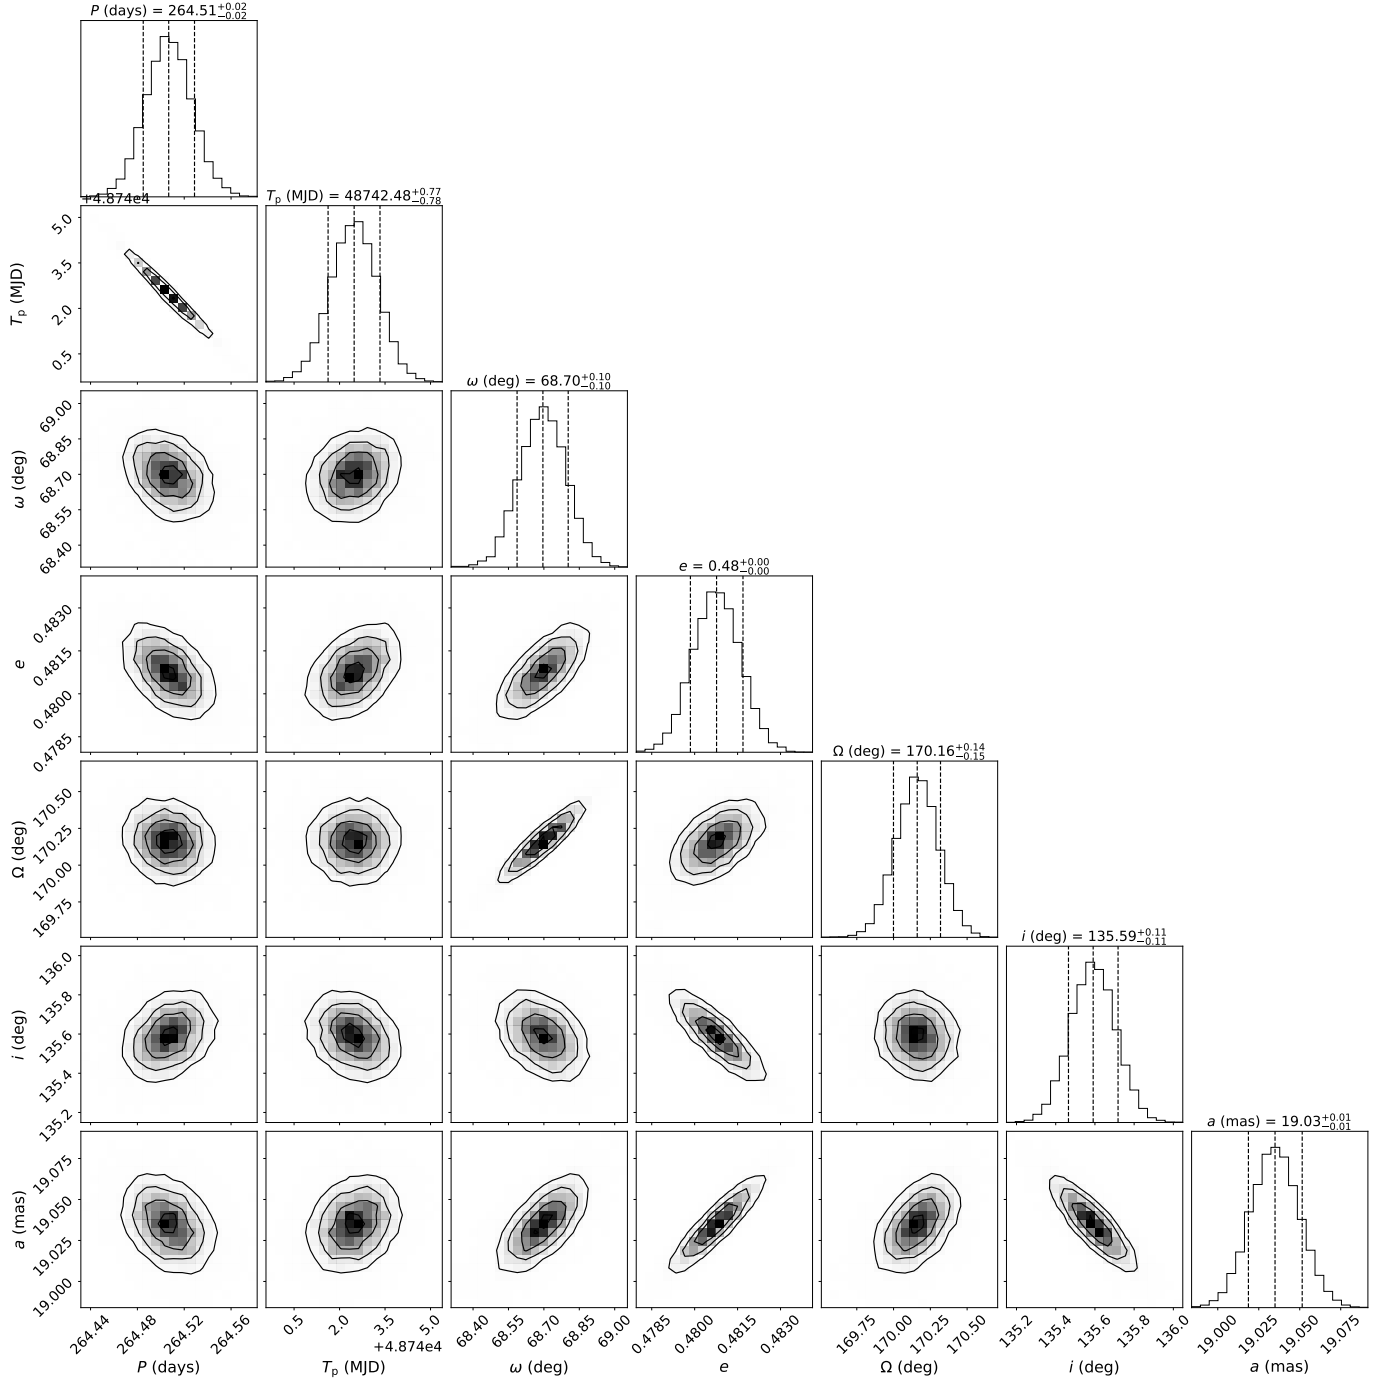 P (days) = 264.51+0.02 −0.02
+4.874e4
Tp (MJD) = 48742.48+0.77 −0.78
5.0
3.5
2.0
0.5
Tp (MJD)
ω (deg) = 68.70+0.10 −0.10
69.00
68.85
68.70
68.55
68.40
ω (deg)
e = 0.48+0.00 −0.00
0.4830
0.4815
0.4800
0.4785
e
Ω (deg) = 170.16+0.14 −0.15
170.50
170.25
170.00
169.75
Ω (deg)
i (deg) = 135.59+0.11 −0.11
136.0
135.8
135.6
135.4
135.2
i (deg)
a (mas) = 19.03+0.01 −0.01
19.075
19.050
19.025
19.000
a (mas)
264.44 264.48 264.52 264.56
0.5 2.0 3.5 5.0
68.40 68.55 68.70 68.85 69.00
0.4785 0.4800 0.4815 0.4830
169.75 170.00 170.25 170.50
135.2 135.4 135.6 135.8 136.0
19.000 19.025 19.050 19.075
+4.874e4
P (days)
Tp (MJD)
ω (deg)
e
Ω (deg)
i (deg)
a (mas)